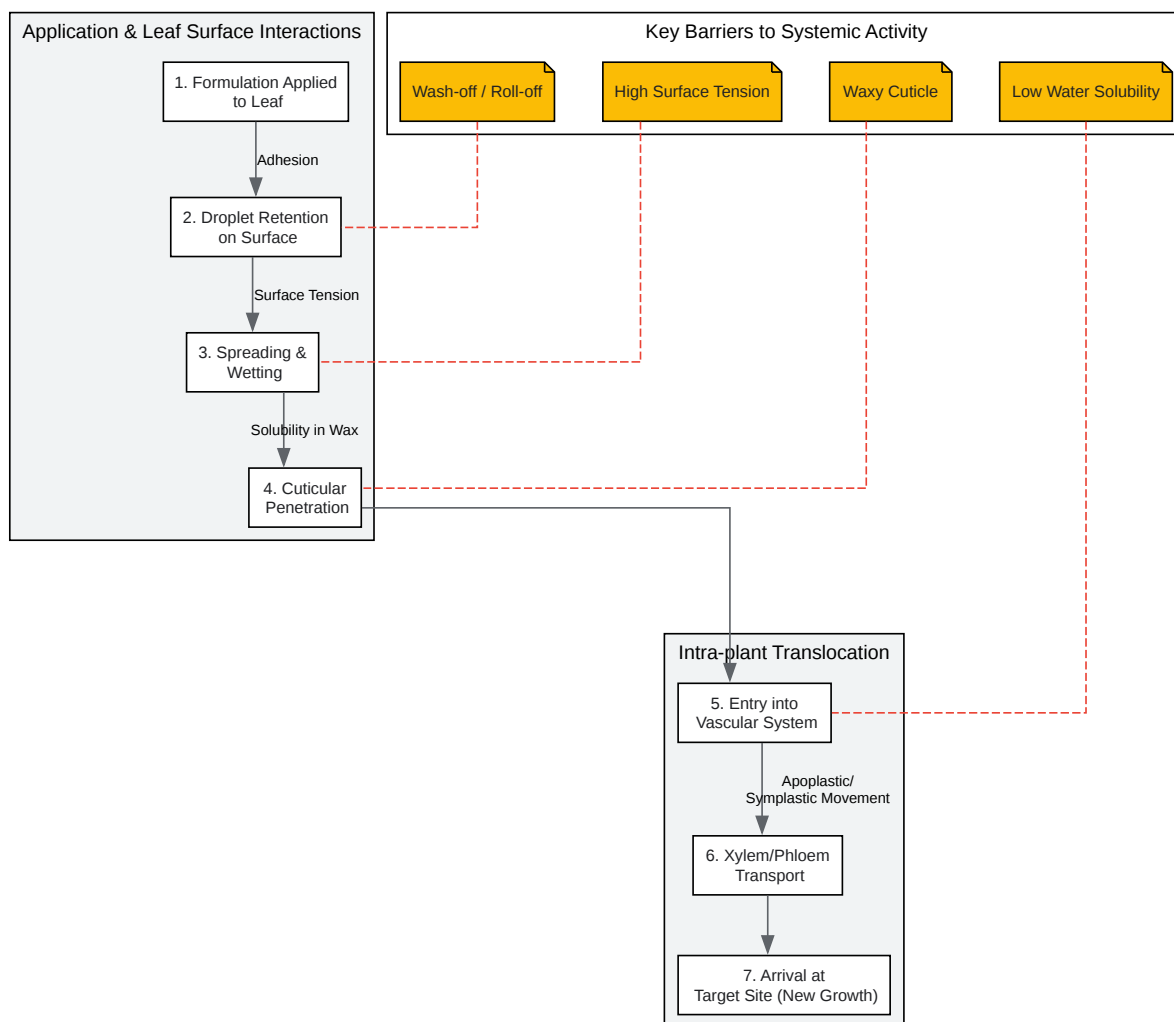 Application & Leaf Surface Interactions
1. Formulation Applied
to Leaf
Adhesion
2. Droplet Retention
on Surface
Surface Tension
3. Spreading &
Wetting
Solubility in Wax
4. Cuticular
Penetration
Key Barriers to Systemic Activity
Wash-off / Roll-off
High Surface Tension
Waxy Cuticle
Low Water Solubility
Intra-plant Translocation
5. Entry into
Vascular System
Apoplastic/
Symplastic Movement
6. Xylem/Phloem
Transport
7. Arrival at
Target Site (New Growth)